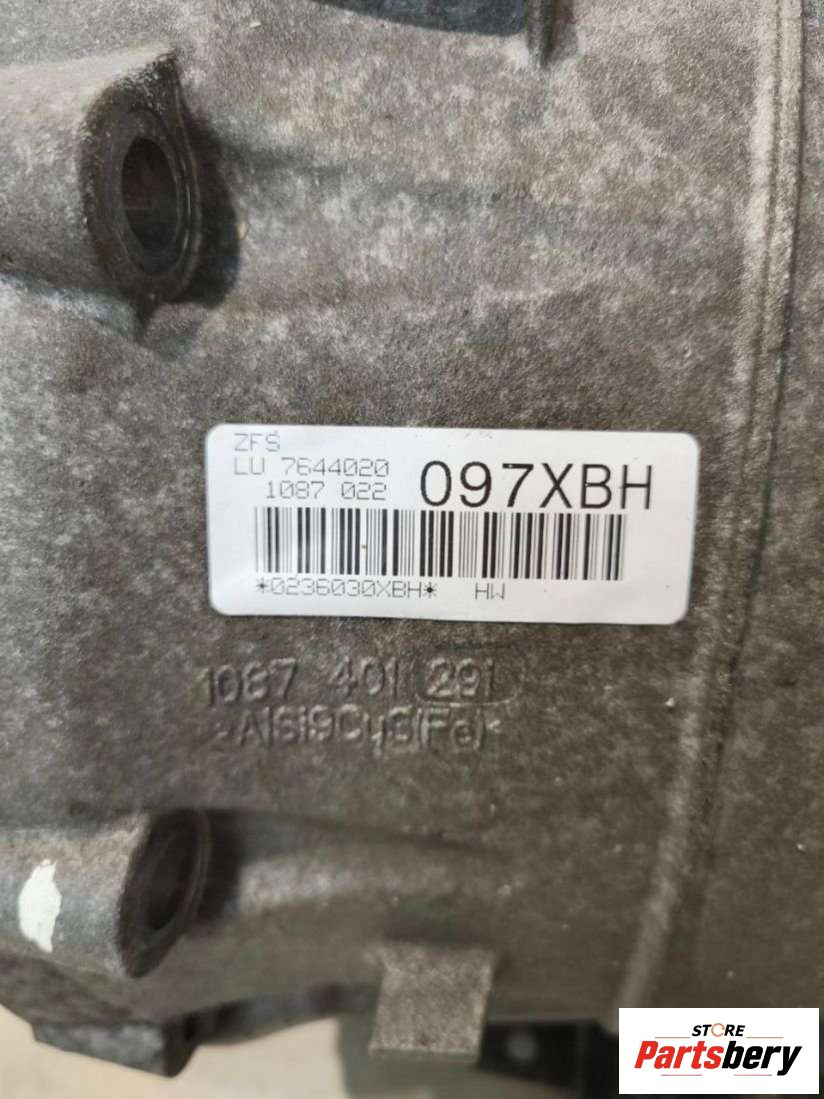 ZFS
LU 7644020
1087 022
097XBH
*0236030XBH* HW
1087 401 291
>AlSi9Cu3(Fe)<
STORE
Partsbery